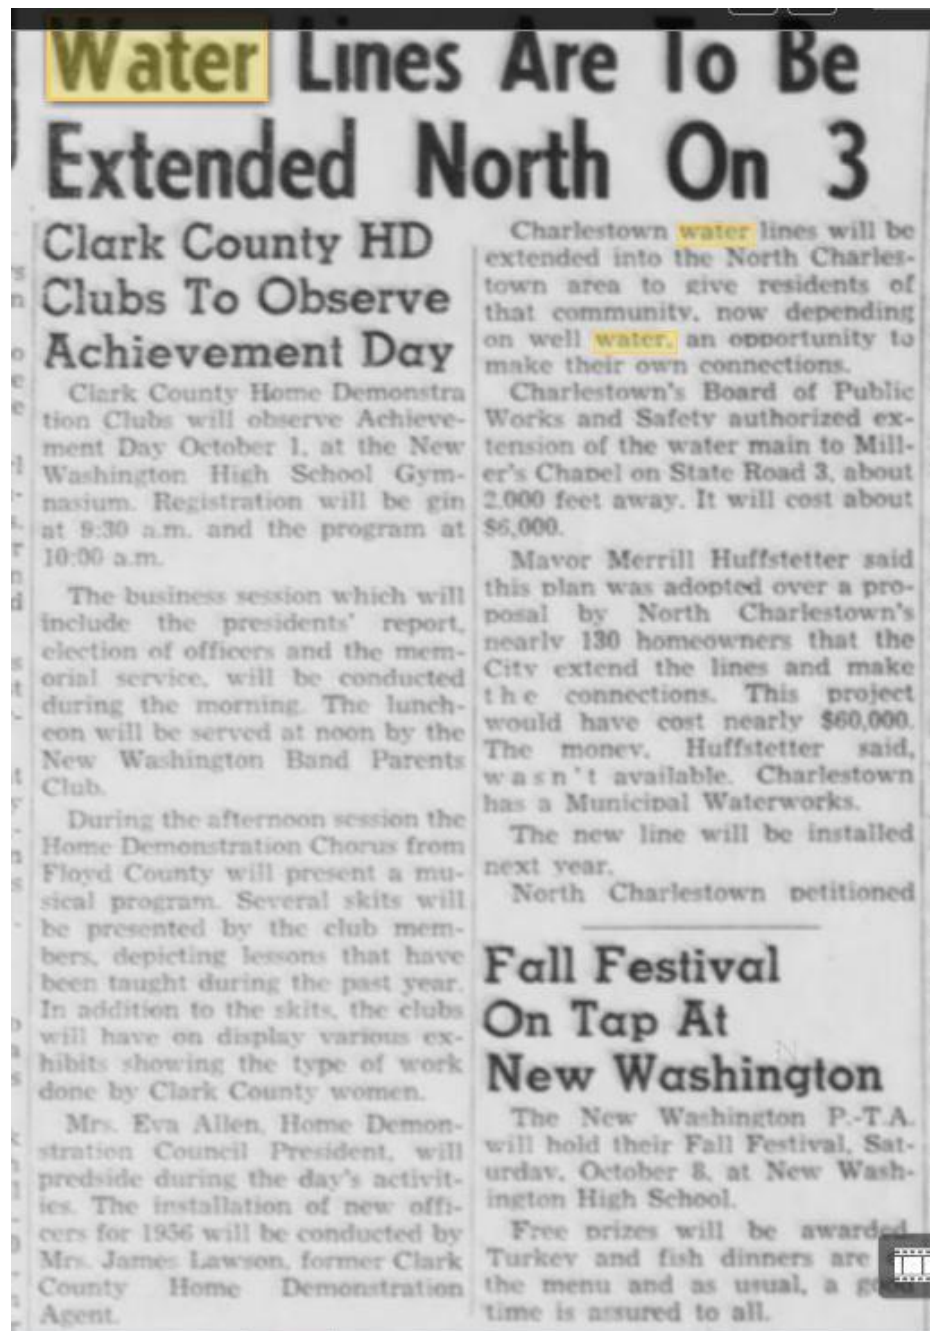 Water Lines Are To Be
Extended North On 3
Clark County HD
Clubs To Observe
Achievement Day
Clark County Home Demonstra
tion Clubs will observe Achieve-
ment Day October 1, at the New
Washington High School Gym-
nasium. Registration will be gin
at 9:30 a.m. and the program at
10:00 a.m.
The business session which will
include the presidents' report,
election of officers and the mem-
orial service, will be conducted
during the morning. The lunch-
eon will be served at noon by the
New Washington Band Parents
Club.
During the afternoon session the
Home Demonstration Chorus from
Floyd County will present a mu-
sical program. Several skits will
be presented by the club mem-
bers, depicting lessons that have
been taught during the past year.
In addition to the skits, the clubs
will have on display various ex-
hibits showing the type of work
done by Clark County women.
Mrs. Eva Allen, Home Demon-
stration Council President, will
predside during the day's activit-
ies. The installation of new offi-
cers for 1956 will be conducted by
Mrs. James Lawson, former Clark
County Home Demonstration
Agent.
Charlestown water lines will be
extended into the North Charles-
town area to give residents of
that community, now depending
on well water, an opportunity to
make their own connections.
Charlestown's Board of Public
Works and Safety authorized ex-
tension of the water main to Mill-
er's Chapel on State Road 3, about
2,000 feet away. It will cost about
$6,000.
Mayor Merrill Huffstetter said
this plan was adopted over a pro-
posal by North Charlestown's
nearly 130 homeowners that the
City extend the lines and make
the connections. This project
would have cost nearly $60,000.
The money, Huffstetter said,
wasn't available. Charlestown
has a Municipal Waterworks.
The new line will be installed
next year.
North Charlestown petitioned
Fall Festival
On Tap At
New Washington
The New Washington P.-T.A.
will hold their Fall Festival, Sat-
urday, October 8, at New Wash-
ington High School.
Free prizes will be awarded.
Turkey and fish dinners are
the menu and as usual, a good
time is assured to all.